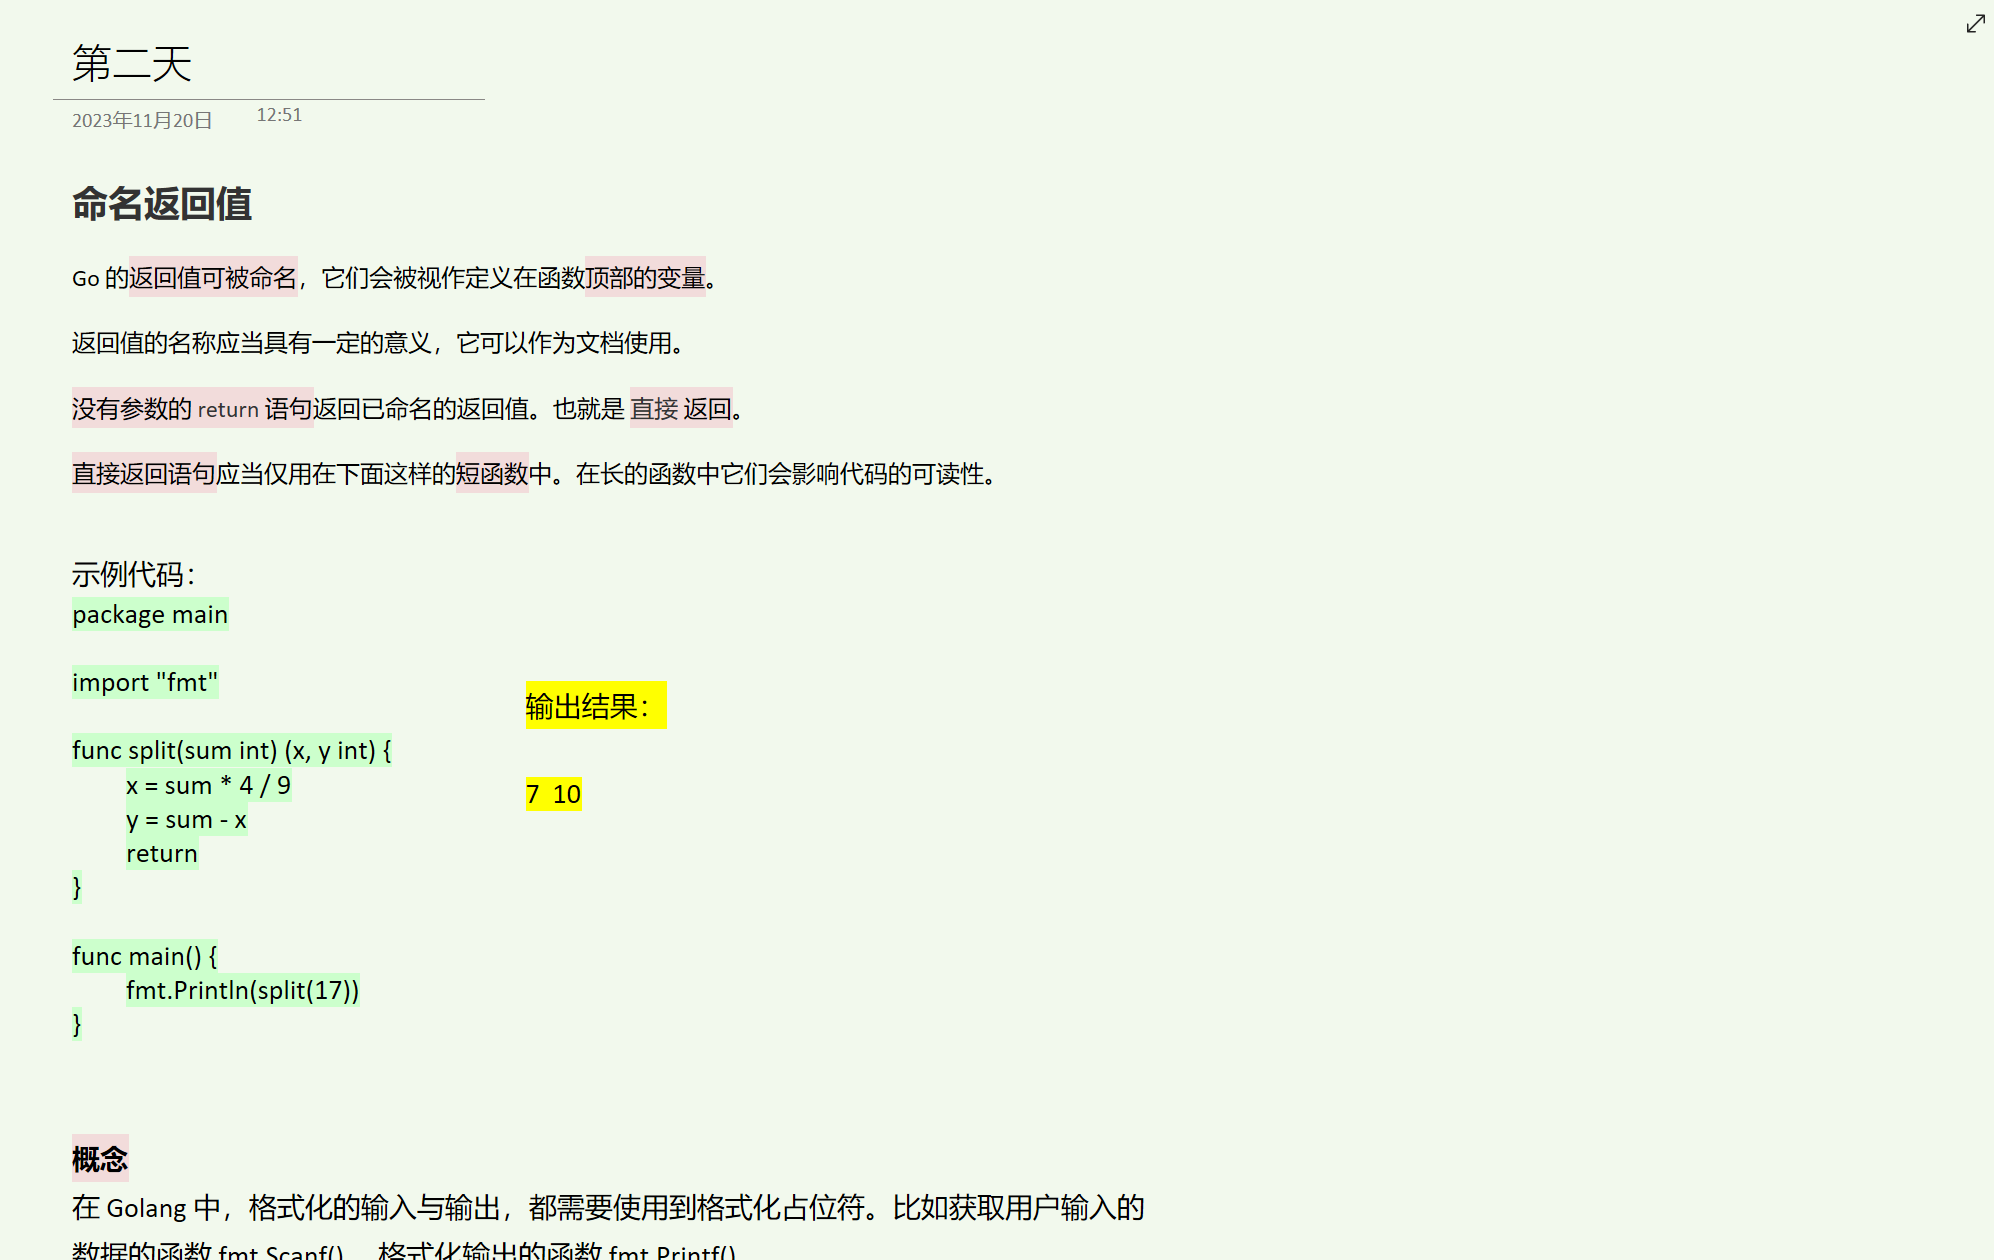 第二天
2023年11月20日 12:51
命名返回值
Go 的返回值可被命名，它们会被视作定义在函数顶部的变量。
返回值的名称应当具有一定的意义，它可以作为文档使用。
没有参数的 return 语句返回已命名的返回值。也就是 直接 返回。
直接返回语句应当仅用在下面这样的短函数中。在长的函数中它们会影响代码的可读性。
示例代码：
package main
import "fmt"
func split(sum int) (x, y int) {
x = sum * 4 / 9
y = sum - x
return
}
func main() {
fmt.Println(split(17))
}
输出结果：
7 10
概念
在 Golang 中，格式化的输入与输出，都需要使用到格式化占位符。比如获取用户输入的
数据的函数 fmt.Scanf()、格式化输出的函数 fmt.Printf()